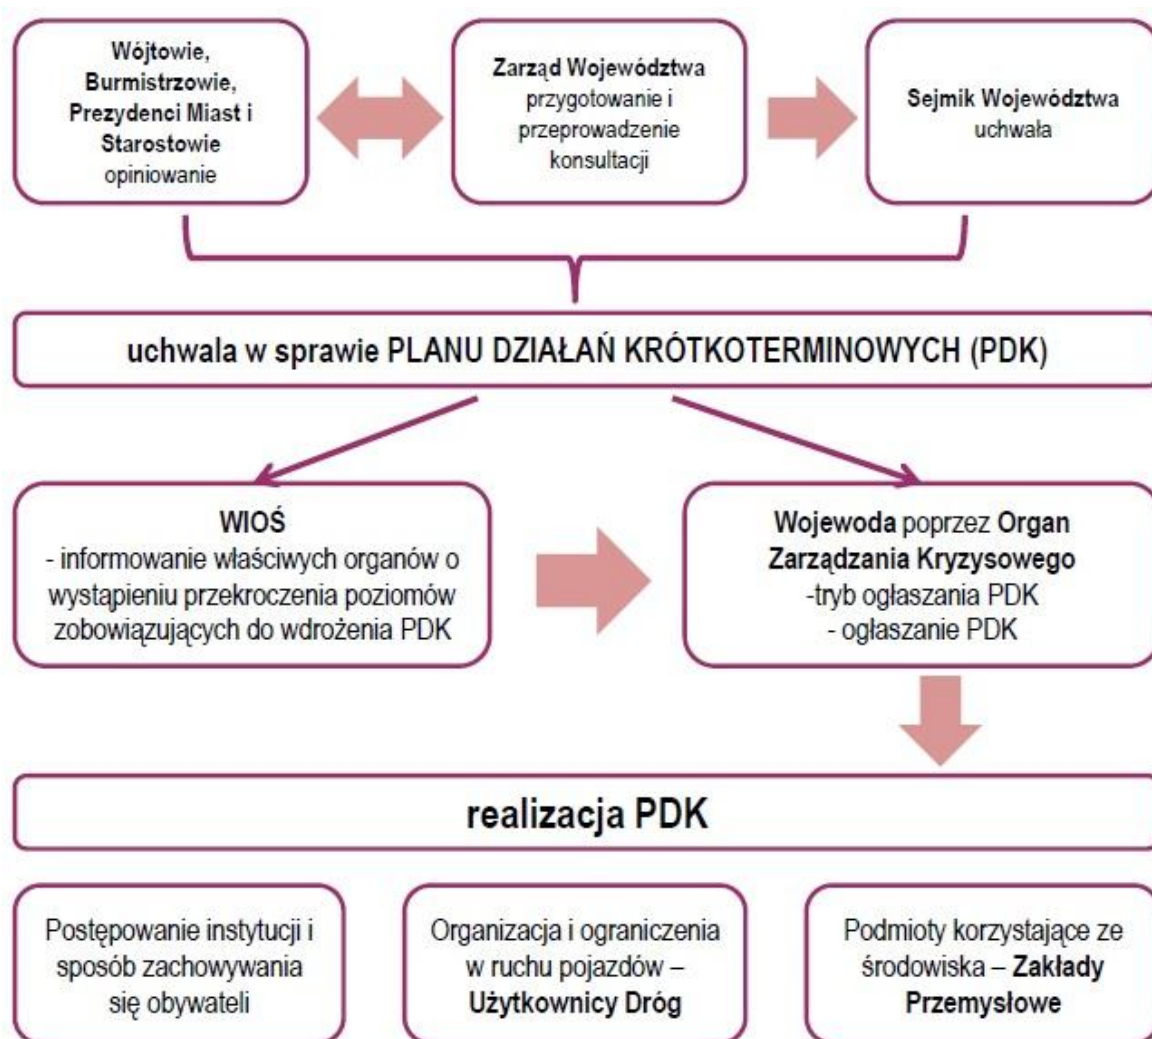 Wójtowie,
Burmistrzowie,
Prezydenci Miast i
Starostowie
opiniowanie
Zarząd Województwa
przygotowanie i
przeprowadzenie
konsultacji
Sejmik Województwa
uchwała
uchwala w sprawie PLANU DZIAŁAŃ KRÓTKOTERMINOWYCH (PDK)
WIOŚ
- informowanie właściwych organów o
wystąpieniu przekroczenia poziomów
zobowiązujących do wdrożenia PDK
Wojewoda poprzez Organ
Zarządzania Kryzysowego
-tryb ogłaszania PDK
- ogłaszanie PDK
realizacja PDK
Postępowanie instytucji i
sposób zachowywania
się obywateli
Organizacja i ograniczenia
w ruchu pojazdów –
Użytkownicy Dróg
Podmioty korzystające ze
środowiska – Zakłady
Przemysłowe